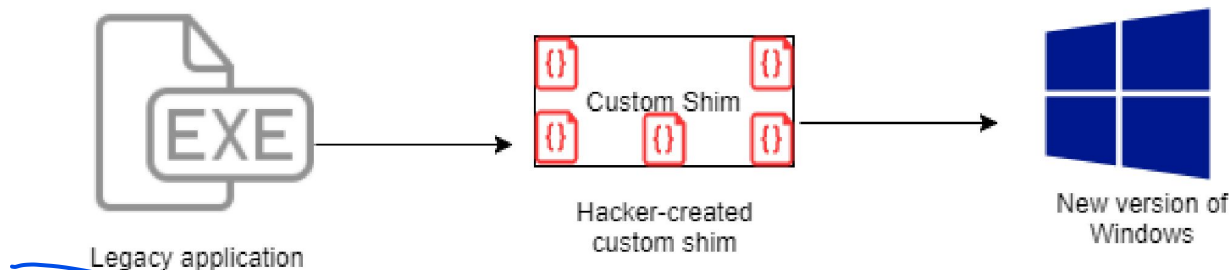 EXE
Legacy application
{}
{}
Custom Shim
{}
{}
{}
Hacker-created
custom shim
New version of
Windows